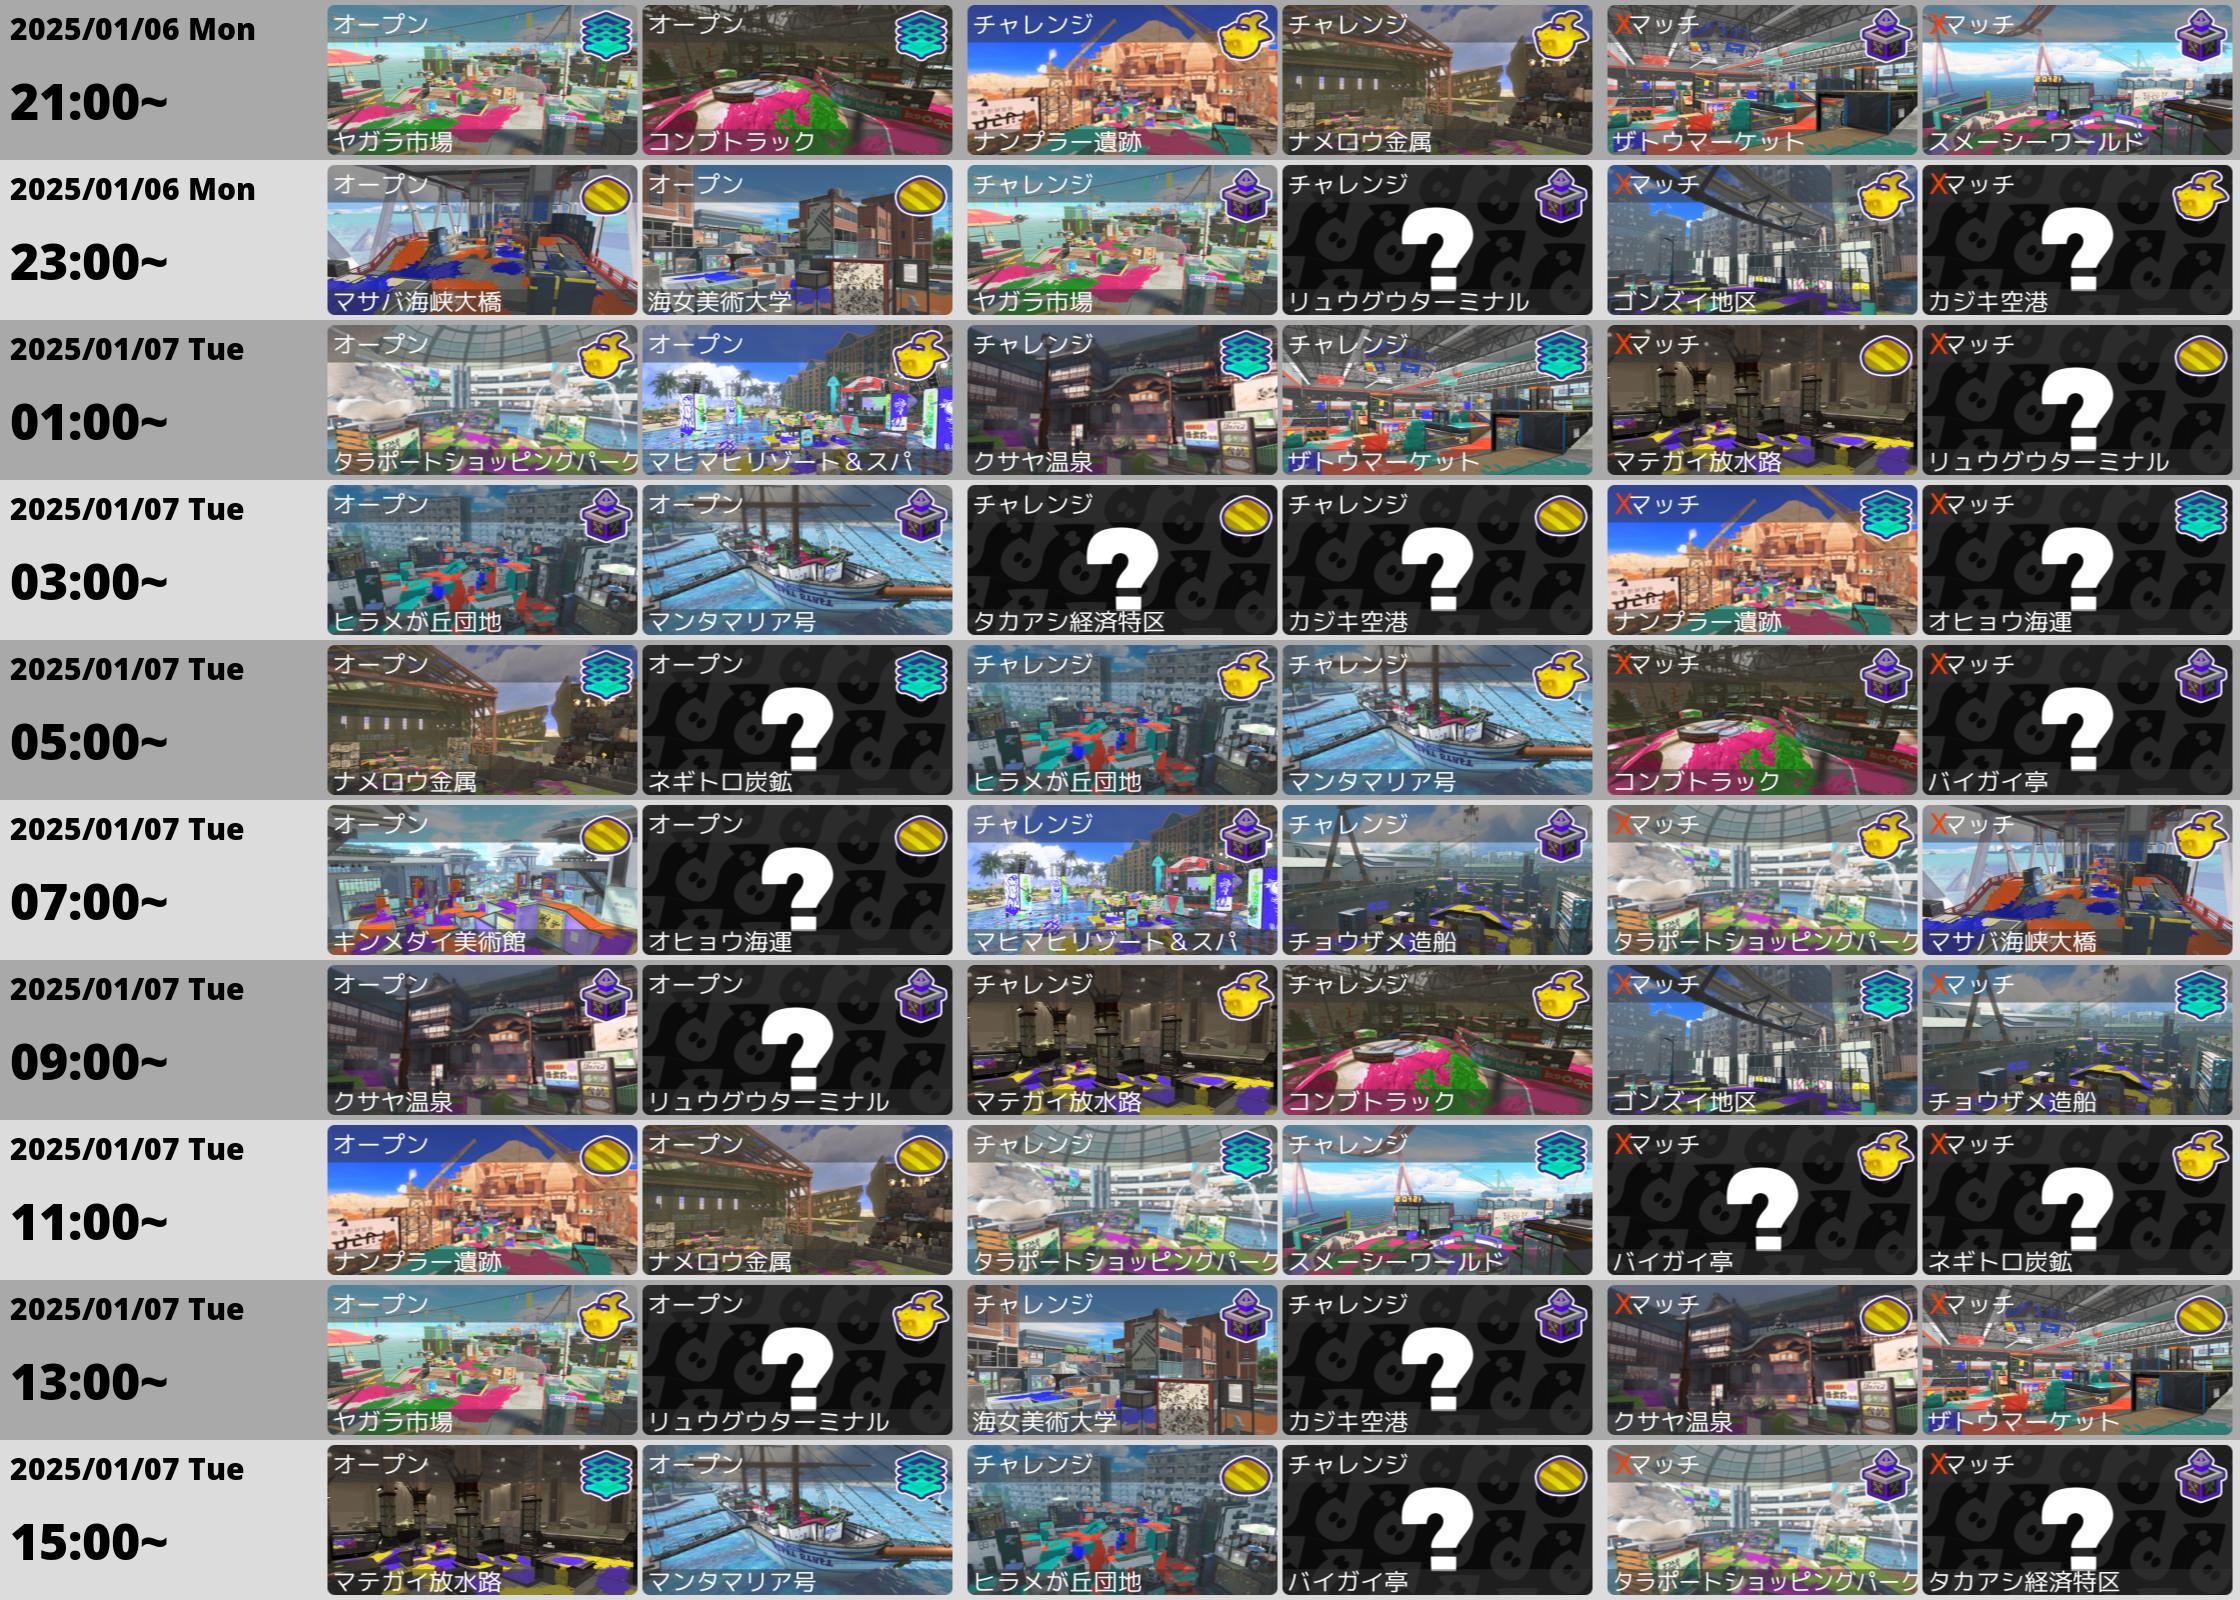 2025/01/06 Mon
21:00~
オープン
ヤガラ市場
オープン
コンブトラック
チャレンジ
ナンプラー遺跡
チャレンジ
ナメロウ金属
Xマッチ
ザトウマーケット
Xマッチ
スメーシーワールド
2025/01/06 Mon
23:00~
オープン
マサバ海峡大橋
オープン
海女美術大学
チャレンジ
ヤガラ市場
チャレンジ
?
リュウグウターミナル
Xマッチ
ゴンズイ地区
Xマッチ
?
カジキ空港
2025/01/07 Tue
01:00~
オープン
タラポートショッピングパーク
オープン
マヒマヒリゾート&スパ
チャレンジ
クサヤ温泉
チャレンジ
ザトウマーケット
Xマッチ
マテガイ放水路
Xマッチ
?
リュウグウターミナル
2025/01/07 Tue
03:00~
オープン
ヒラメが丘団地
オープン
マンタマリア号
チャレンジ
?
タカアシ経済特区
チャレンジ
?
カジキ空港
Xマッチ
ナンプラー遺跡
Xマッチ
?
オヒョウ海運
2025/01/07 Tue
05:00~
オープン
ナメロウ金属
オープン
?
ネギトロ炭鉱
チャレンジ
ヒラメが丘団地
チャレンジ
マンタマリア号
Xマッチ
コンブトラック
Xマッチ
?
バイガイ亭
2025/01/07 Tue
07:00~
オープン
キンメダイ美術館
オープン
?
オヒョウ海運
チャレンジ
マヒマヒリゾート&スパ
チャレンジ
チョウザメ造船
Xマッチ
タラポートショッピングパーク
Xマッチ
マサバ海峡大橋
2025/01/07 Tue
09:00~
オープン
クサヤ温泉
オープン
?
リュウグウターミナル
チャレンジ
マテガイ放水路
チャレンジ
コンブトラック
Xマッチ
ゴンズイ地区
Xマッチ
チョウザメ造船
2025/01/07 Tue
11:00~
オープン
ナンプラー遺跡
オープン
ナメロウ金属
チャレンジ
タラポートショッピングパーク
チャレンジ
スメーシーワールド
Xマッチ
?
バイガイ亭
Xマッチ
?
ネギトロ炭鉱
2025/01/07 Tue
13:00~
オープン
ヤガラ市場
オープン
?
リュウグウターミナル
チャレンジ
海女美術大学
チャレンジ
?
カジキ空港
Xマッチ
クサヤ温泉
Xマッチ
ザトウマーケット
2025/01/07 Tue
15:00~
オープン
マテガイ放水路
オープン
マンタマリア号
チャレンジ
ヒラメが丘団地
チャレンジ
?
バイガイ亭
Xマッチ
タラポートショッピングパーク
Xマッチ
?
タカアシ経済特区